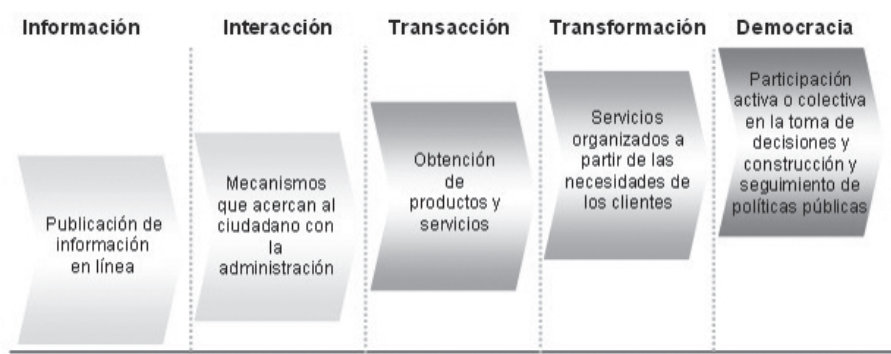 Información
Interacción
Transacción
Transformación
Democracia
Publicación de
información
en línea
Mecanismos
que acercan al
ciudadano con
la
administración
Obtención
de
productos y
servicios
Servicios
organizados a
partir de las
necesidades de
los clientes
Participación
activa o colectiva
en la toma de
decisiones y
construcción y
seguimiento de
políticas públicas